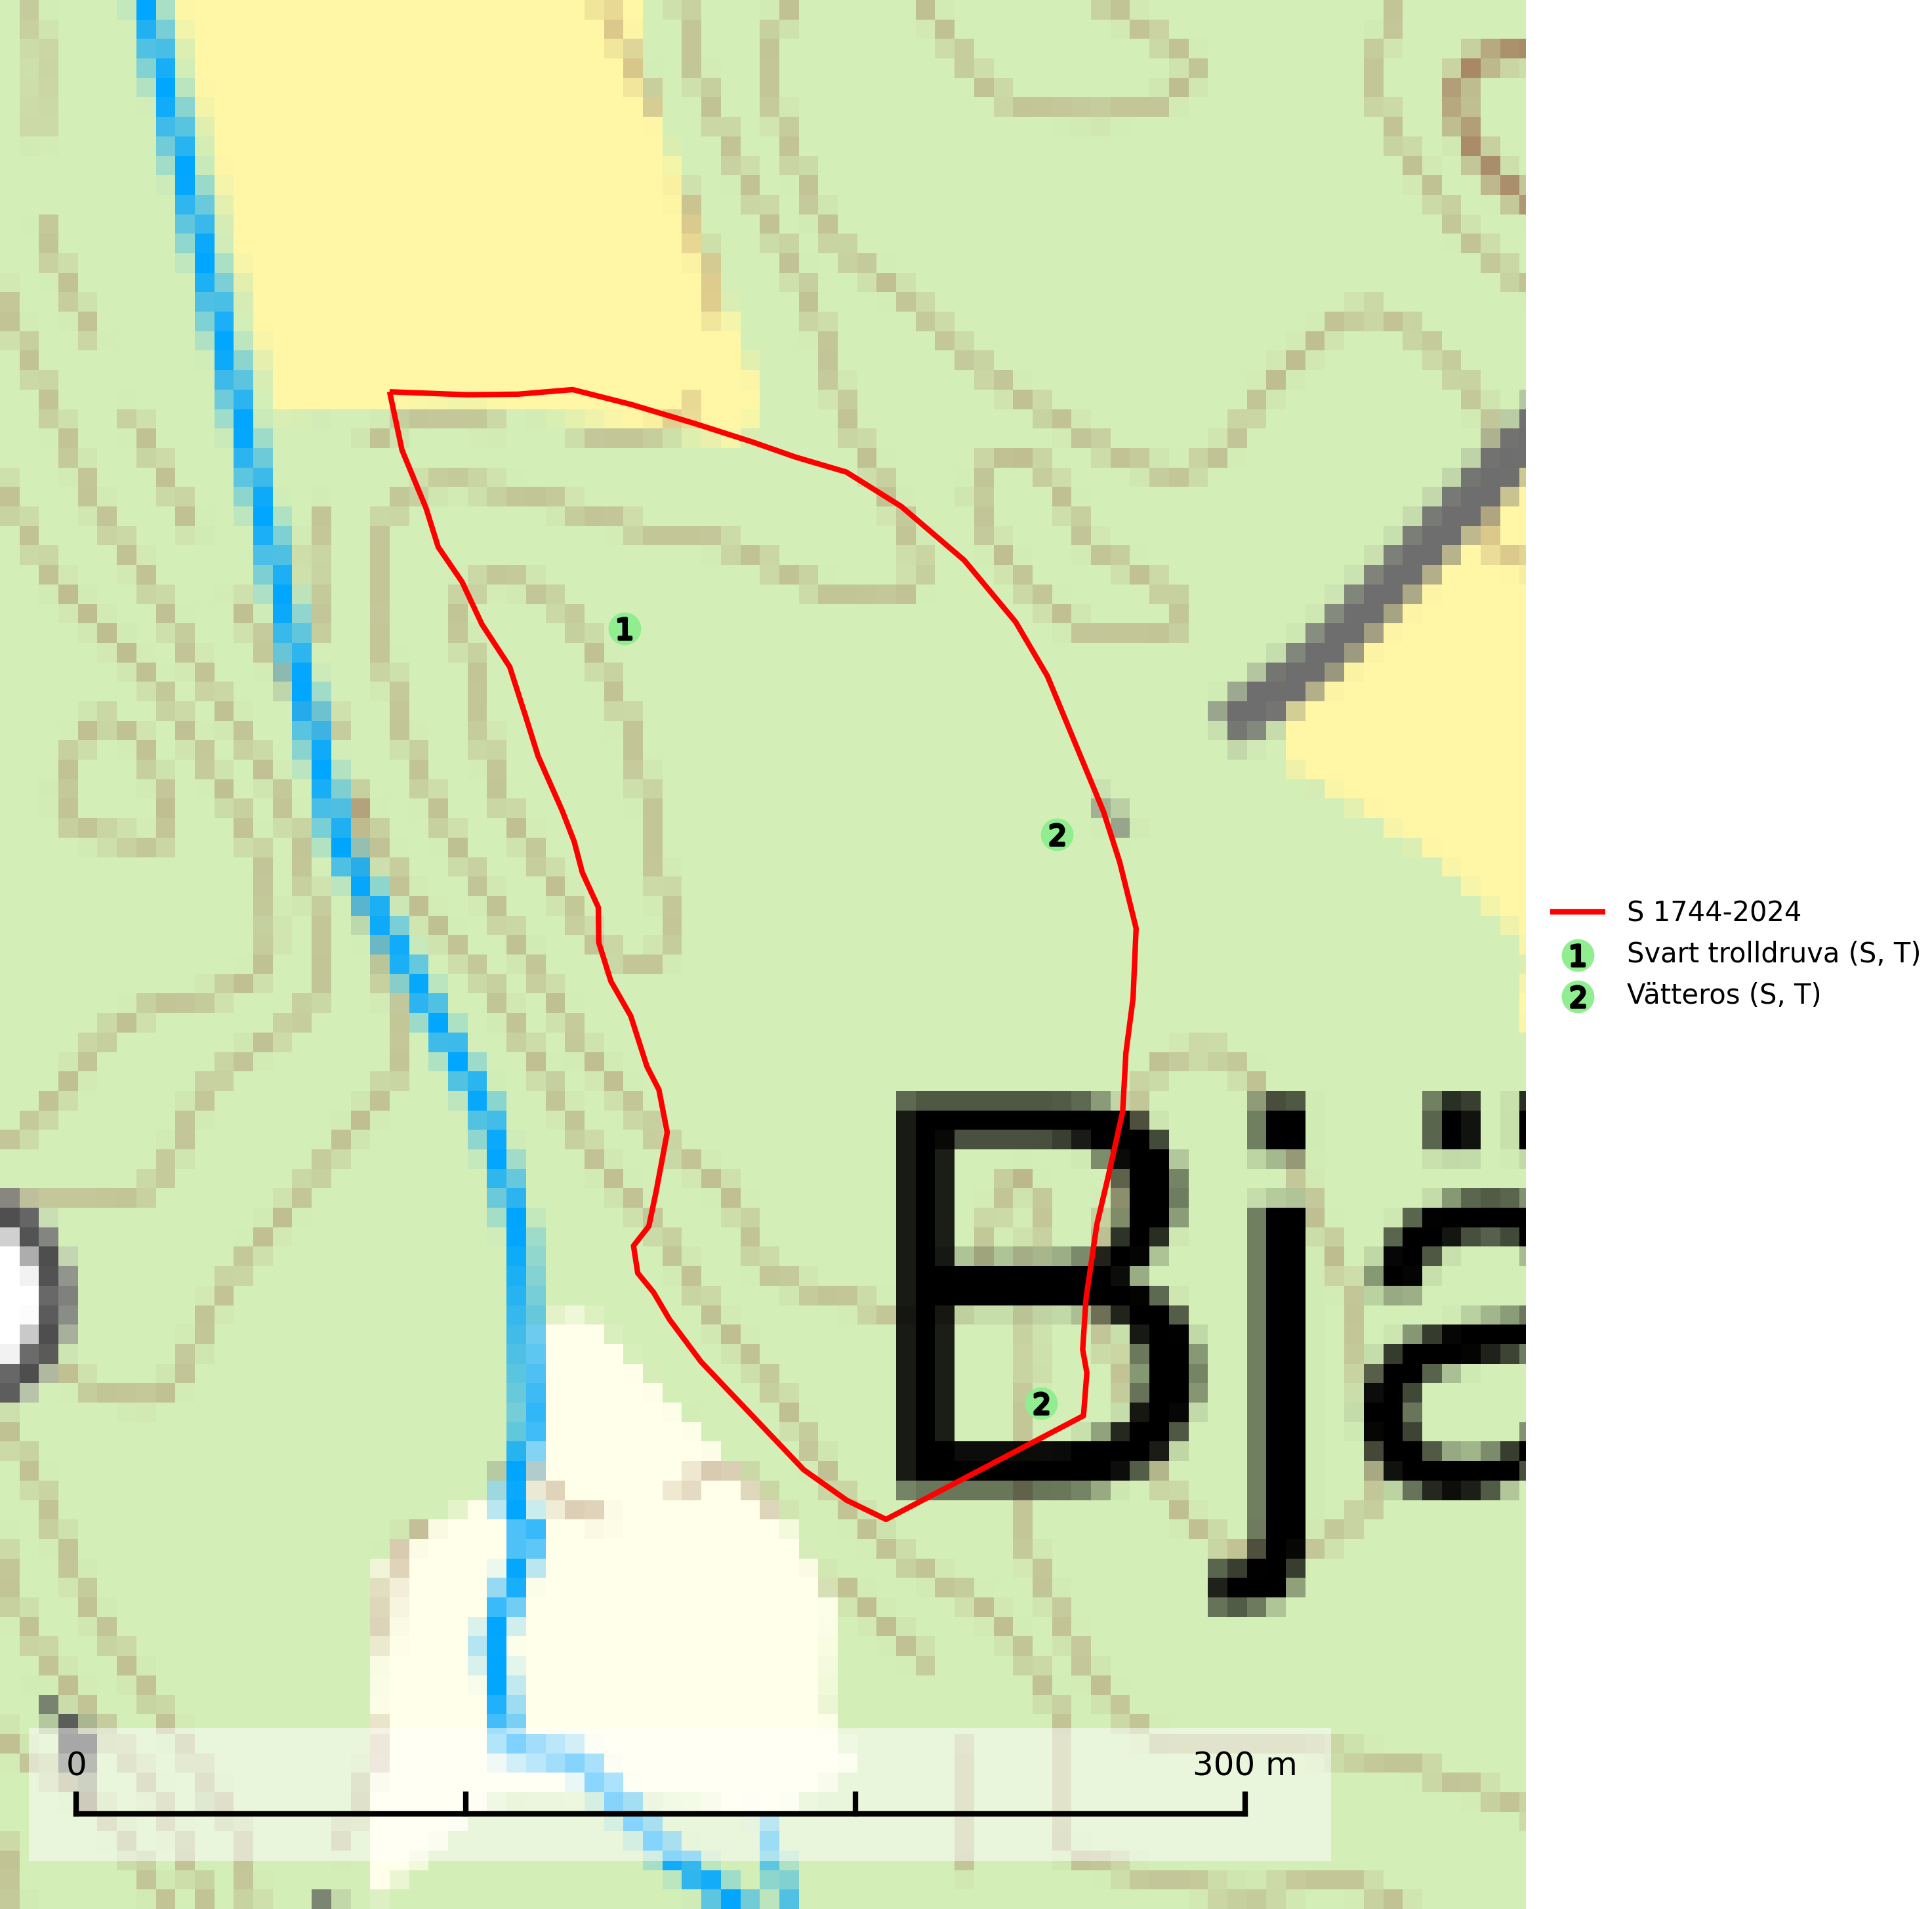 1
2
Bjä
2
0 300 m
S 1744-2024
1 Svart trolldruva (S, T)
2 Vätteros (S, T)